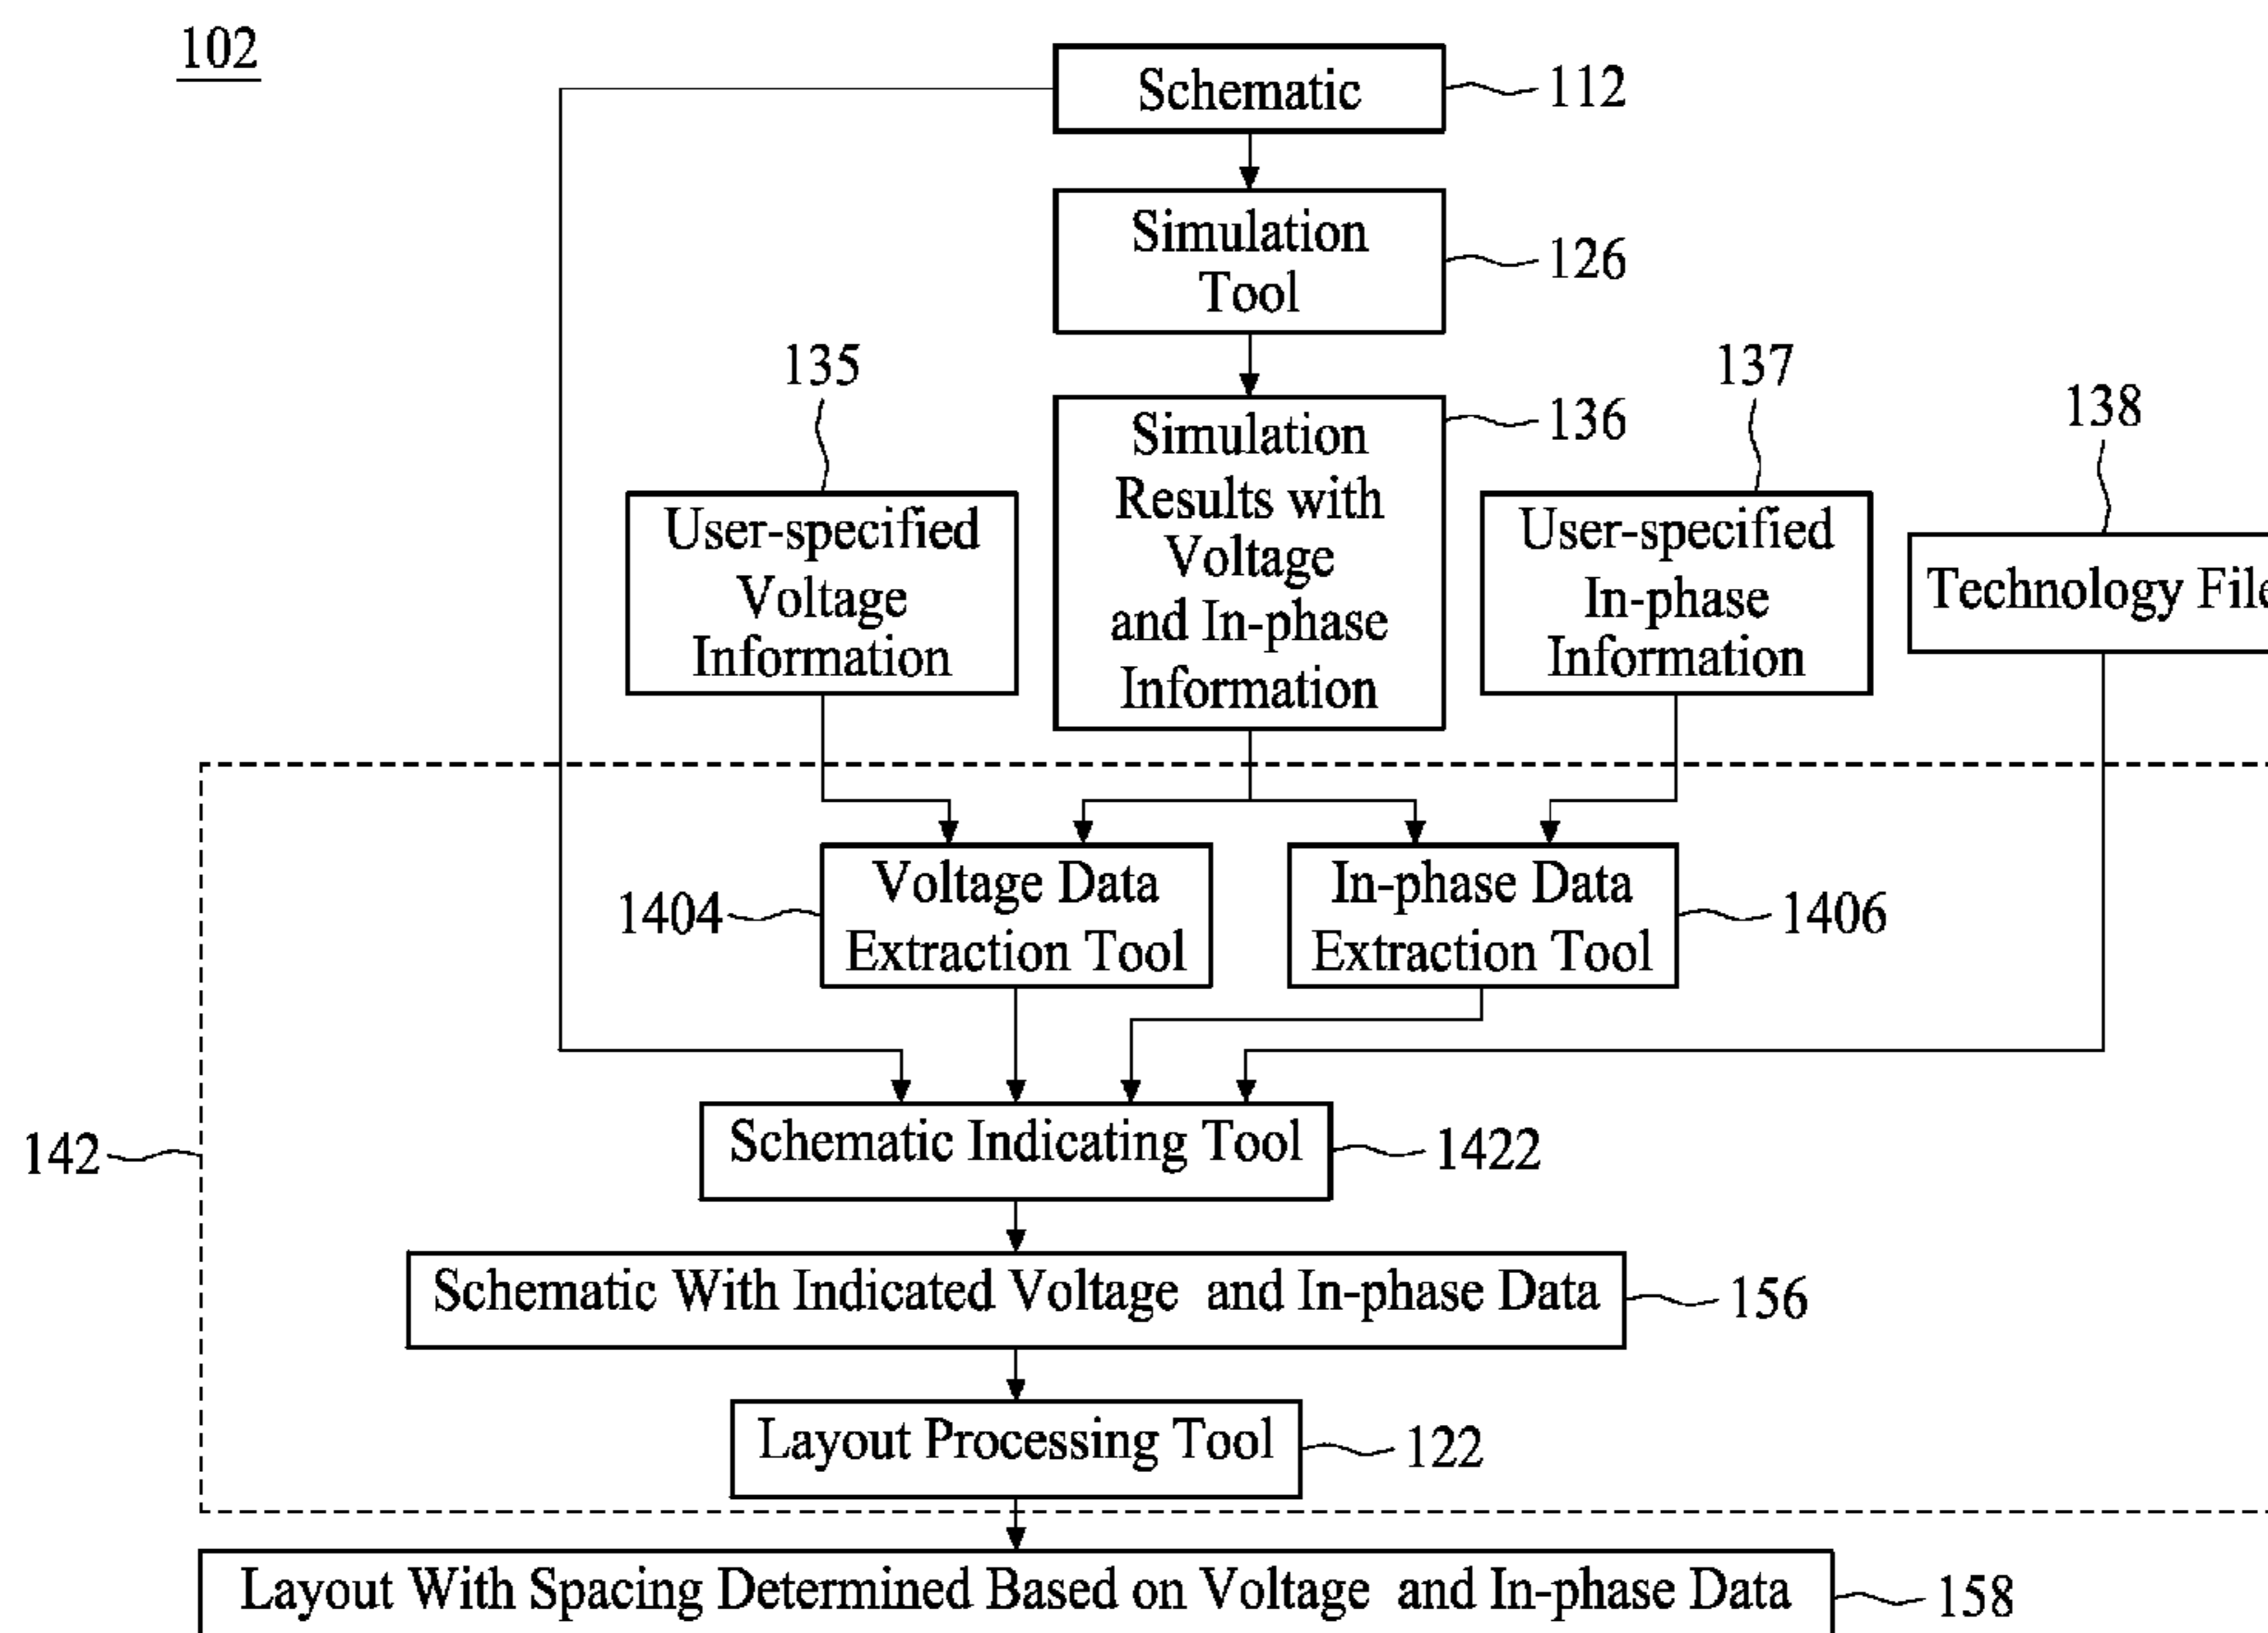 102
Schematic
112
Simulation
Tool
126
135
137
138
136
Simulation
Results with
Voltage
and In-phase
Information
User-specified
Voltage
Information
User-specified
In-phase
Information
Technology File
Voltage Data
Extraction Tool
1404
In-phase Data
Extraction Tool
1406
Schematic Indicating Tool
1422
142
Schematic With Indicated Voltage and In-phase Data
156
Layout Processing Tool
122
Layout With Spacing Determined Based on Voltage and In-phase Data
158